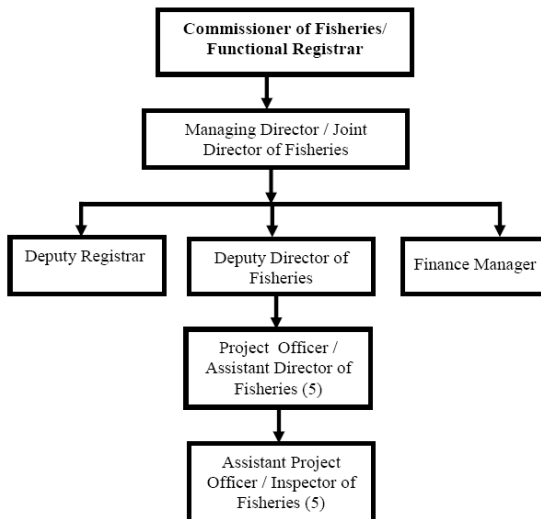 Commissioner of Fisheries/
Functional Registrar
Managing Director / Joint
Director of Fisheries
Deputy Registrar
Deputy Director of
Fisheries
Finance Manager
Project Officer /
Assistant Director of
Fisheries (5)
Assistant Project
Officer / Inspector of
Fisheries (5)